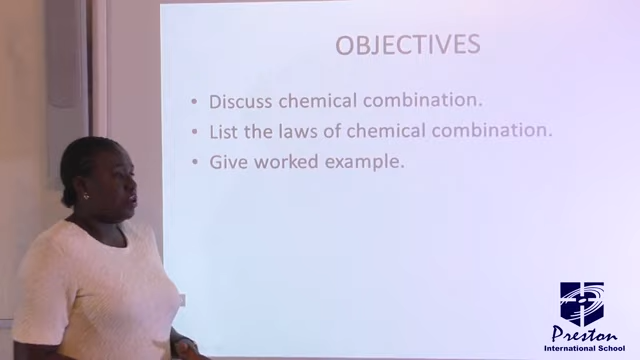 OBJECTIVES
• Discuss chemical combination.
• List the laws of chemical combination.
• Give worked example.
Preston
International School